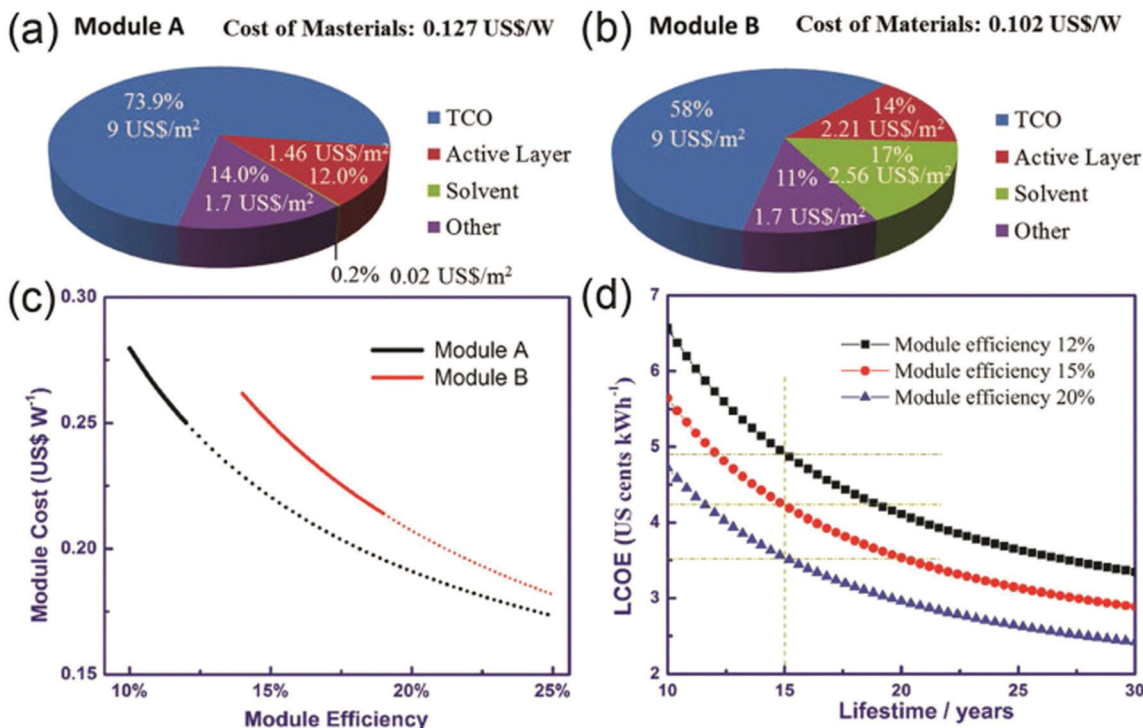 (a) Module A Cost of Masterials: 0.127 US$/W
73.9%
9 US$/m²
1.46 US$/m²
12.0%
14.0%
1.7 US$/m²
0.2% 0.02 US$/m²
TCO
Active Layer
Solvent
Other
(b) Module B Cost of Materials: 0.102 US$/W
58%
9 US$/m²
14%
2.21 US$/m²
17%
2.56 US$/m²
11%
1.7 US$/m²
TCO
Active Layer
Solvent
Other
(c)
Module Cost (US$ W⁻¹)
0.30
0.25
0.20
0.15
Module A
Module B
10% 15% 20% 25%
Module Efficiency
(d)
LCOE (US cents kWh⁻¹)
7
6
5
4
3
2
Module efficiency 12%
Module efficiency 15%
Module efficiency 20%
10 15 20 25 30
Lifestime / years